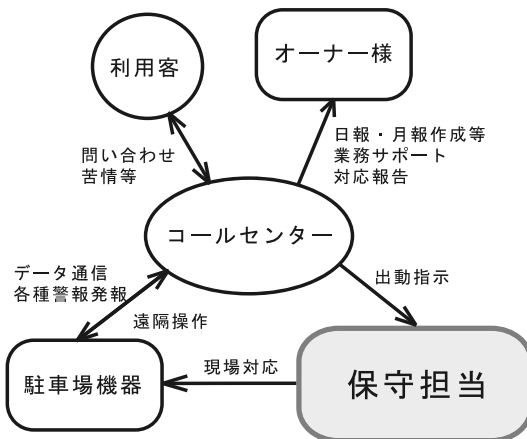 利用客
オーナー様
問い合わせ
苦情等
日報・月報作成等
業務サポート
対応報告
コールセンター
データ通信
各種警報発報
出動指示
遠隔操作
駐車場機器
現場対応
保守担当